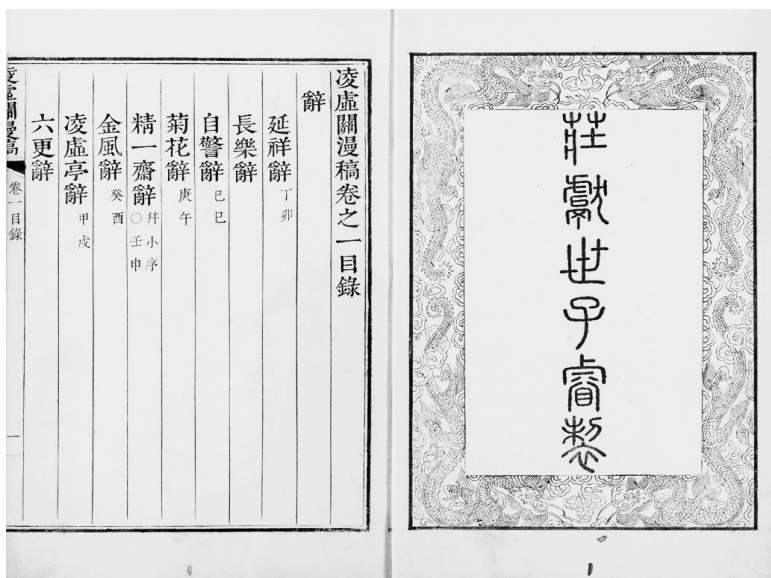 莊獻世子睿製
凌虛關漫稿卷之一目錄
辭
延祥辭 丁卯
長樂辭
自警辭 己巳
菊花辭 庚午
精一齋辭 幷小序 〇壬申
金風辭 癸酉
凌虛亭辭 甲戌
六更辭
凌虛關漫稿 卷一目錄 一